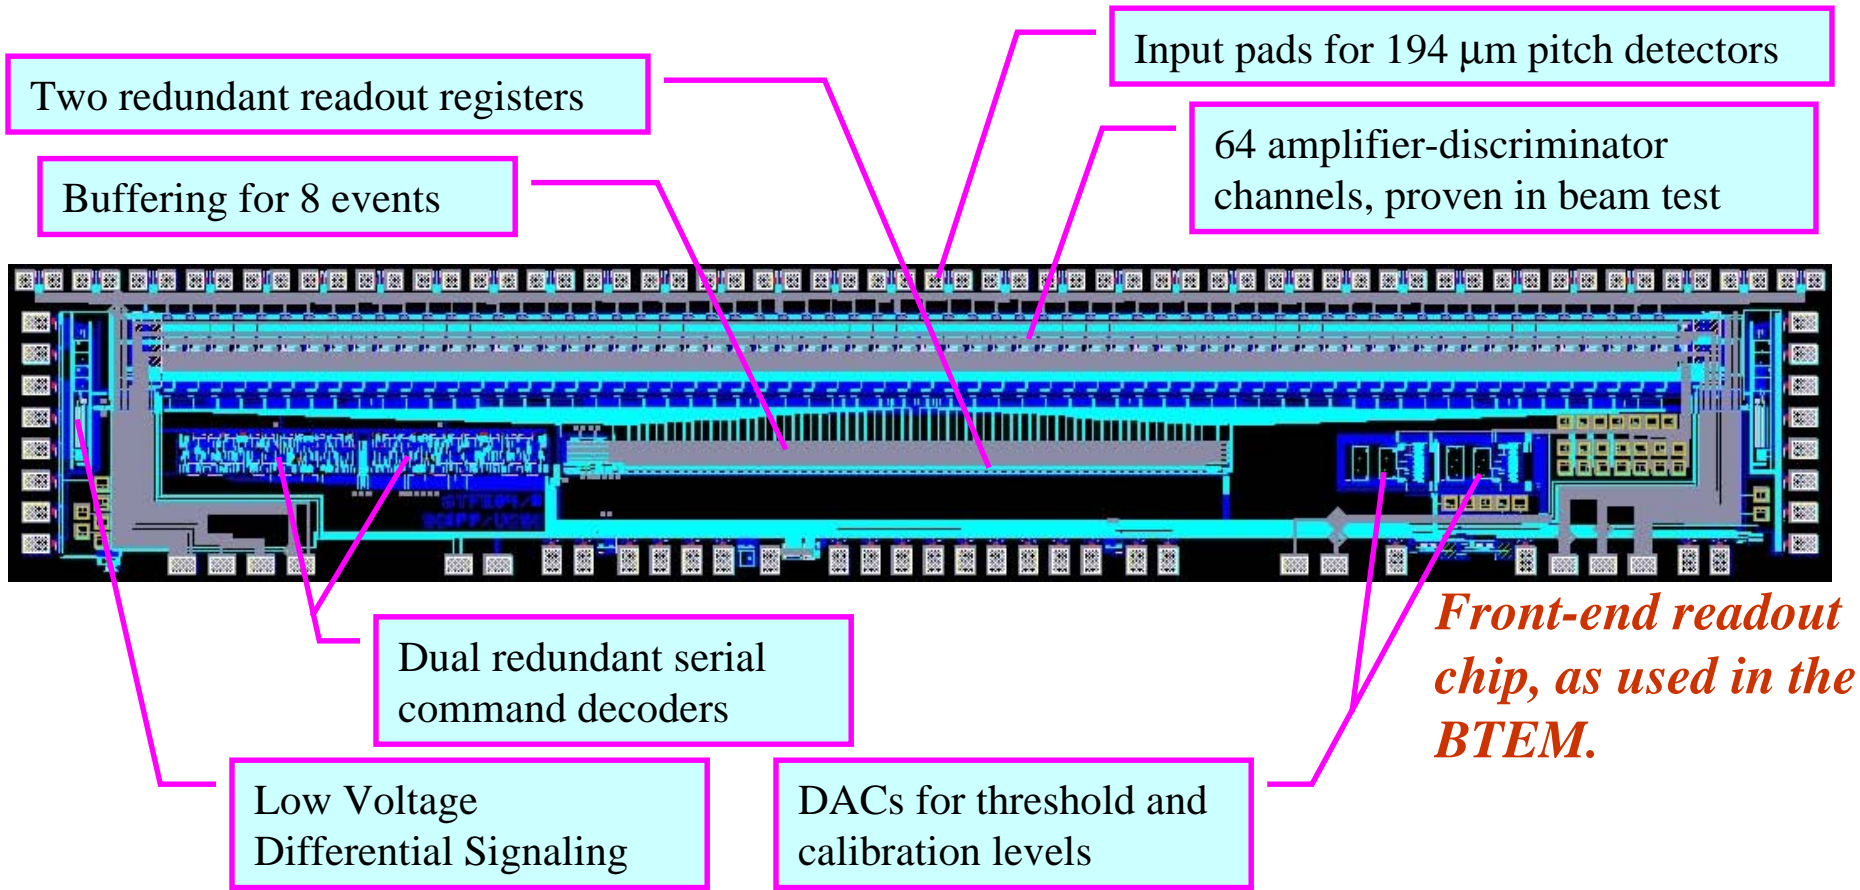 Input pads for 194 μm pitch detectors
Two redundant readout registers
64 amplifier-discriminator
channels, proven in beam test
Buffering for 8 events
Dual redundant serial
command decoders
Front-end readout
chip, as used in the
BTEM.
Low Voltage
Differential Signaling
DACs for threshold and
calibration levels